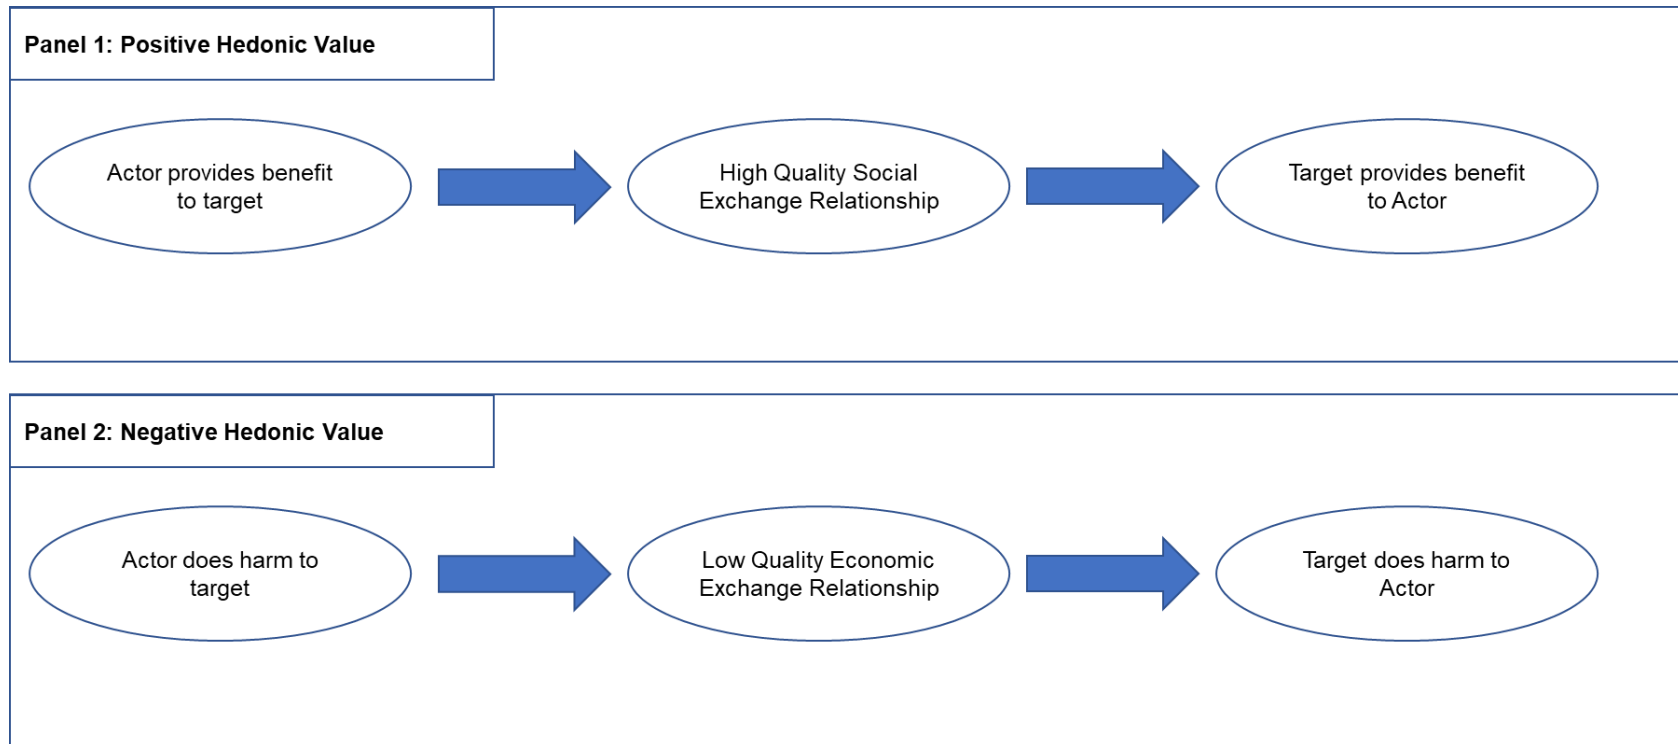 Panel 1: Positive Hedonic Value
Actor provides benefit
to target
High Quality Social
Exchange Relationship
Target provides benefit
to Actor
Panel 2: Negative Hedonic Value
Actor does harm to
target
Low Quality Economic
Exchange Relationship
Target does harm to
Actor